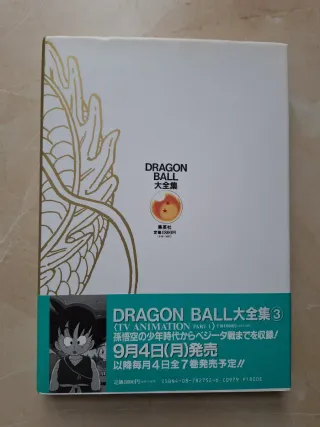 DRAGON
BALL
大全集
集英社
DRAGON BALL大全集③
《TV ANIMATION PART 1》
孫悟空の少年時代からベジータ戦までを収録!
9月4日(月)発売
以降毎月4日全7巻発売予定!!